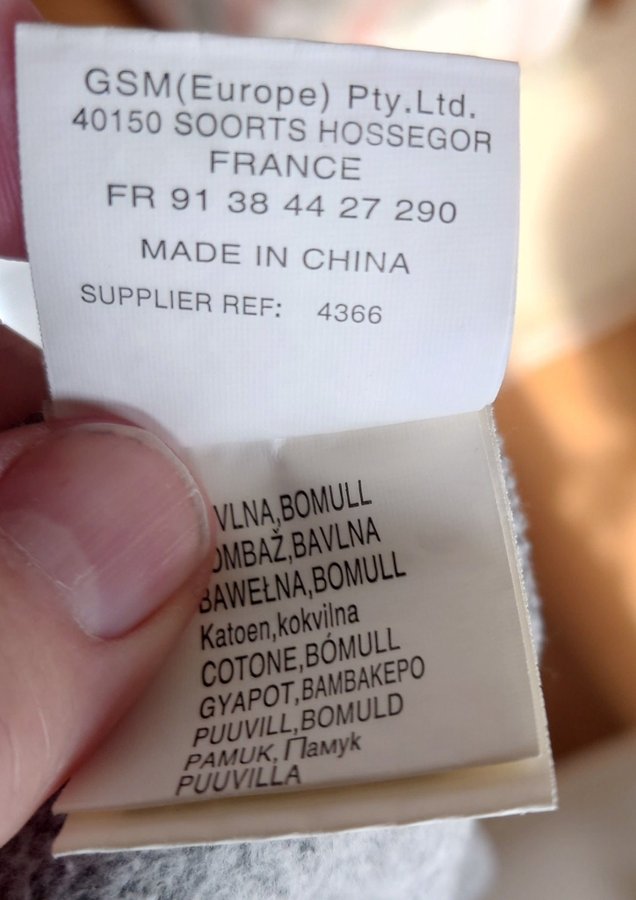 GSM(Europe) Pty.Ltd.
40150 SOORTS HOSSEGOR
FRANCE
FR 91 38 44 27 290
MADE IN CHINA
SUPPLIER REF: 4366
VLNA,BOMULL
OMBAŽ,BAVLNA
BAWEŁNA,BOMULL
Katoen,kokvilna
COTONE,BÓMULL
GYAPOT,BAMBAKEPO
PUUVILL,BOMULD
PAMUK,Памук
PUUVILLA